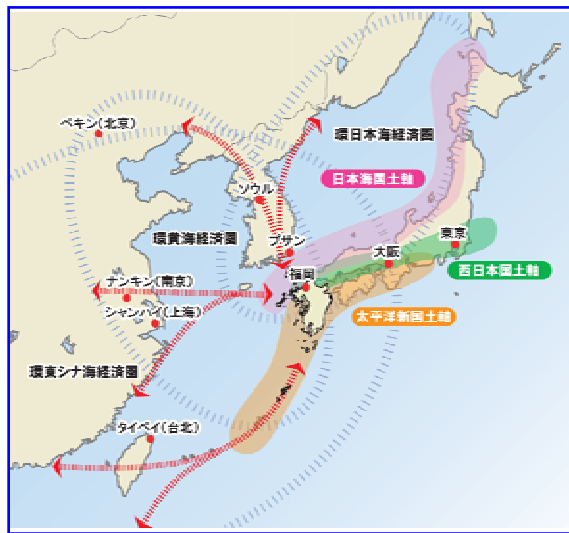 ペキン(北京)
環日本海経済圏
日本海国土軸
ソウル
環黄海経済圏
プサン
東京
大阪
福岡
西日本国土軸
ナンキン(南京)
シャンハイ(上海)
太平洋新国土軸
環東シナ海経済圏
タイペイ(台北)